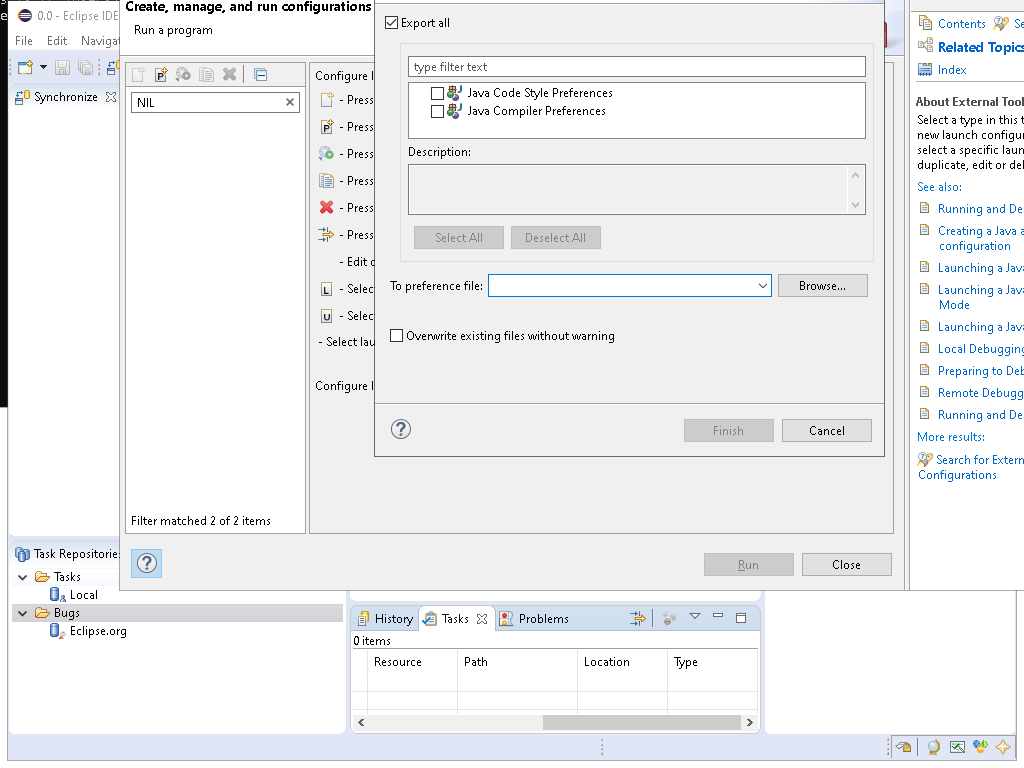 0.0 - Eclipse IDE
File Edit Navigat
Synchronize
Create, manage, and run configurations
Run a program
NIL
Filter matched 2 of 2 items
Configure l
- Press
- Press
- Press
- Press
- Press
- Press
- Edit
- Selec
- Selec
- Select lau
Configure l
Export all
type filter text
Java Code Style Preferences
Java Compiler Preferences
Description:
Select All Deselect All
To preference file: Browse...
Overwrite existing files without warning
Finish Cancel
Run Close
Contents Se
Related Topics
Index
About External Tool
Select a type in this t
new launch configur
select a specific laun
duplicate, edit or del
See also:
Running and De
Creating a Java a
configuration
Launching a Java
Launching a Java
Mode
Launching a Java
Local Debugging
Preparing to Deb
Remote Debugg
Running and De
More results:
Search for Extern
Configurations
Task Repositories
Tasks
Local
Bugs
Eclipse.org
History Tasks Problems
0 items
Resource Path Location Type